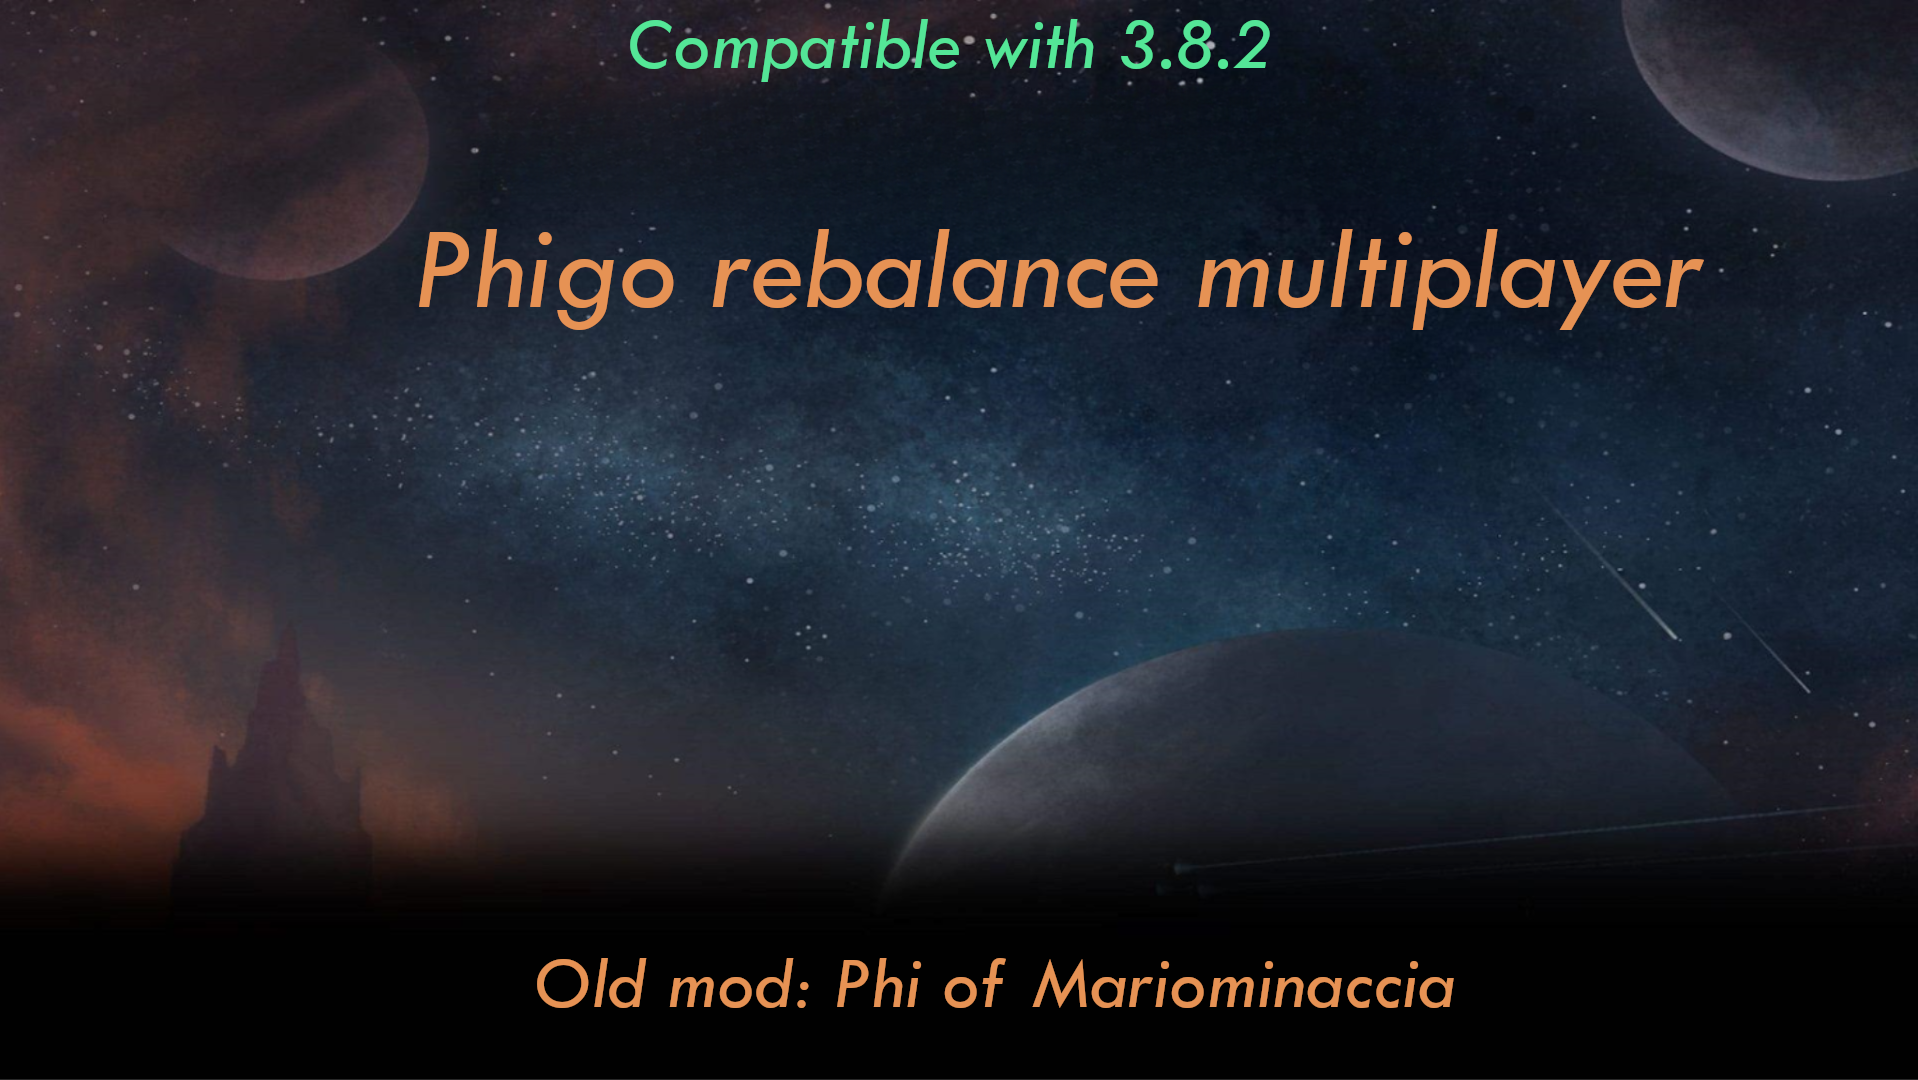 Compatible with 3.8.2
Phigo rebalance multiplayer
Old mod: Phi of Mariominaccia